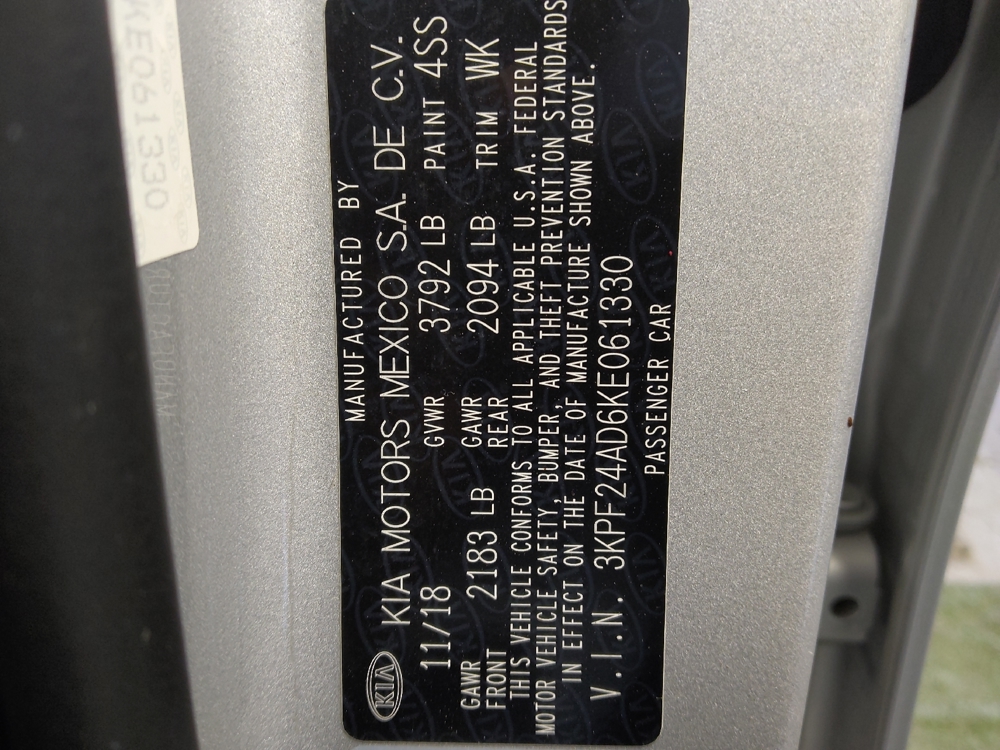 KE061330
MANUFACTURED BY
KIA KIA MOTORS MEXICO S.A. DE C.V.
11/18 GVWR 3792 LB PAINT 4SS
GAWR FRONT 2183 LB GAWR REAR 2094 LB TRIM WK
THIS VEHICLE CONFORMS TO ALL APPLICABLE U.S.A. FEDERAL
MOTOR VEHICLE SAFETY, BUMPER, AND THEFT PREVENTION STANDARDS
IN EFFECT ON THE DATE OF MANUFACTURE SHOWN ABOVE.
V.I.N. 3KPF24AD6KE061330
PASSENGER CAR